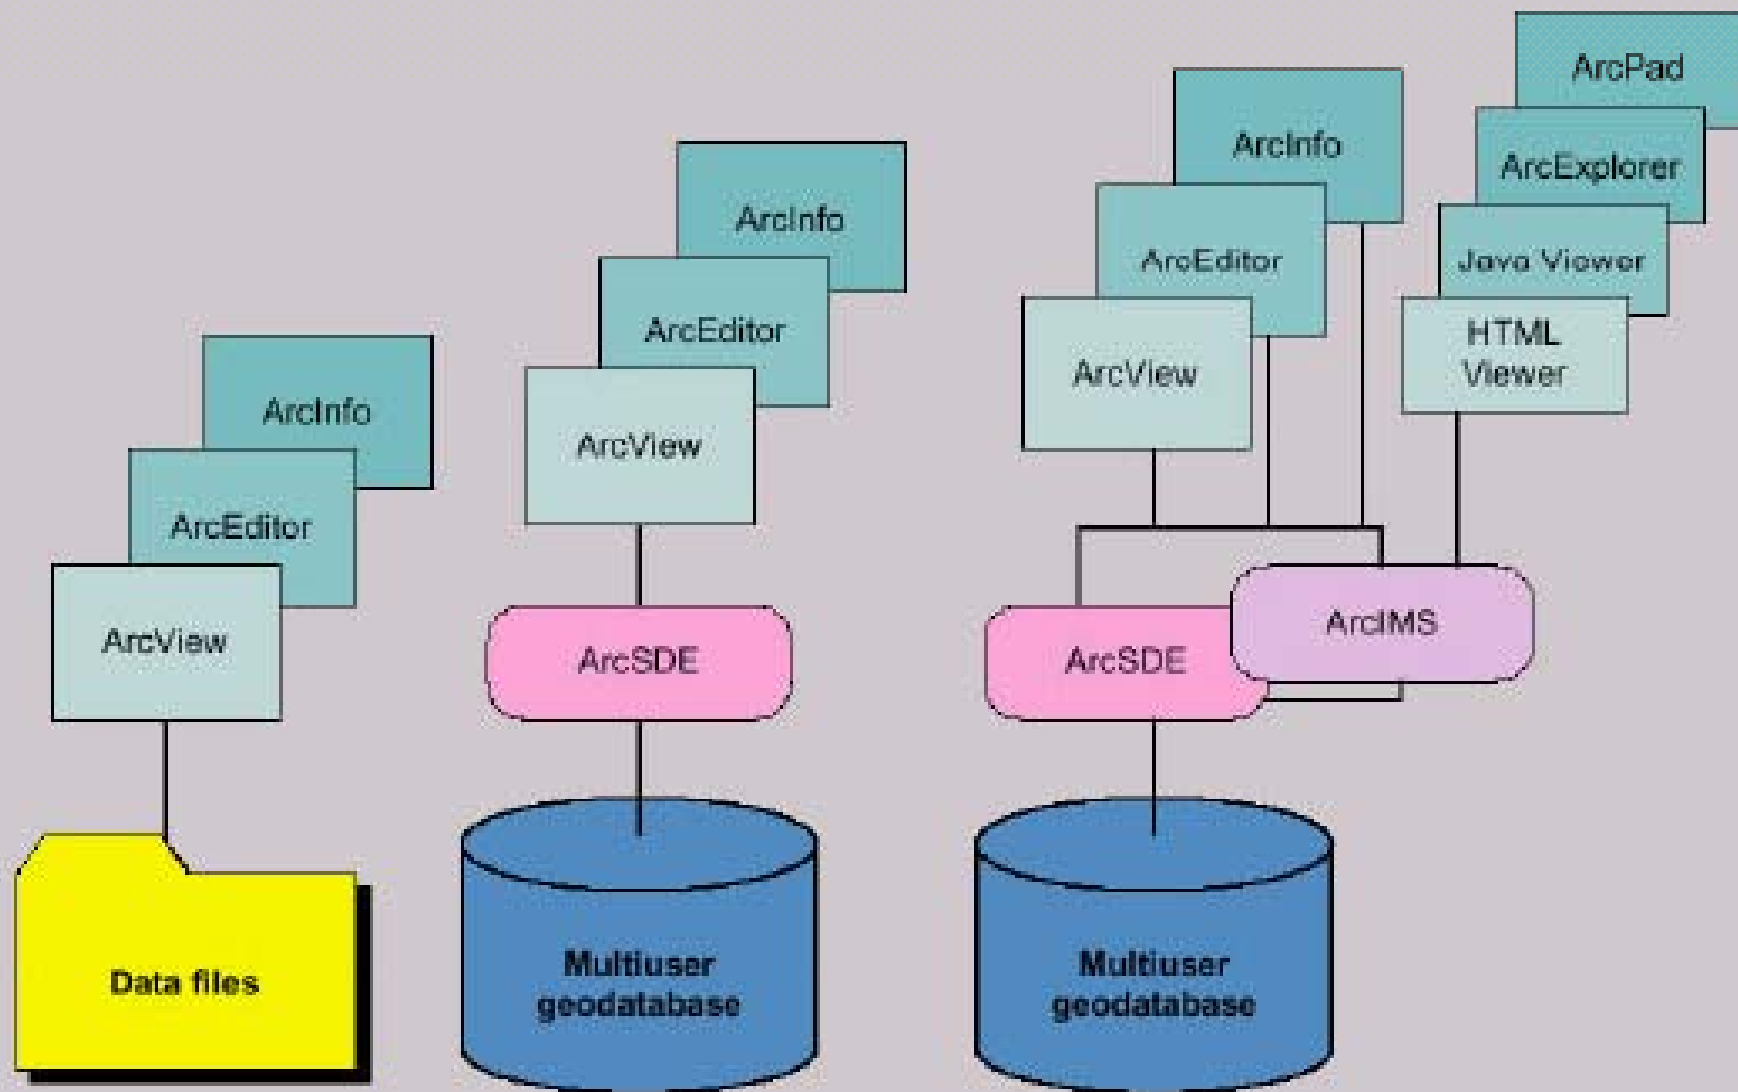 ArcInfo
ArcEditor
ArcView
Data files
ArcInfo
ArcEditor
ArcView
ArcSDE
Multiuser
geodatabase
ArcInfo
ArcEditor
ArcView
ArcPad
ArcExplorer
Java Viewer
HTML
Viewer
ArcIMS
ArcSDE
Multiuser
geodatabase